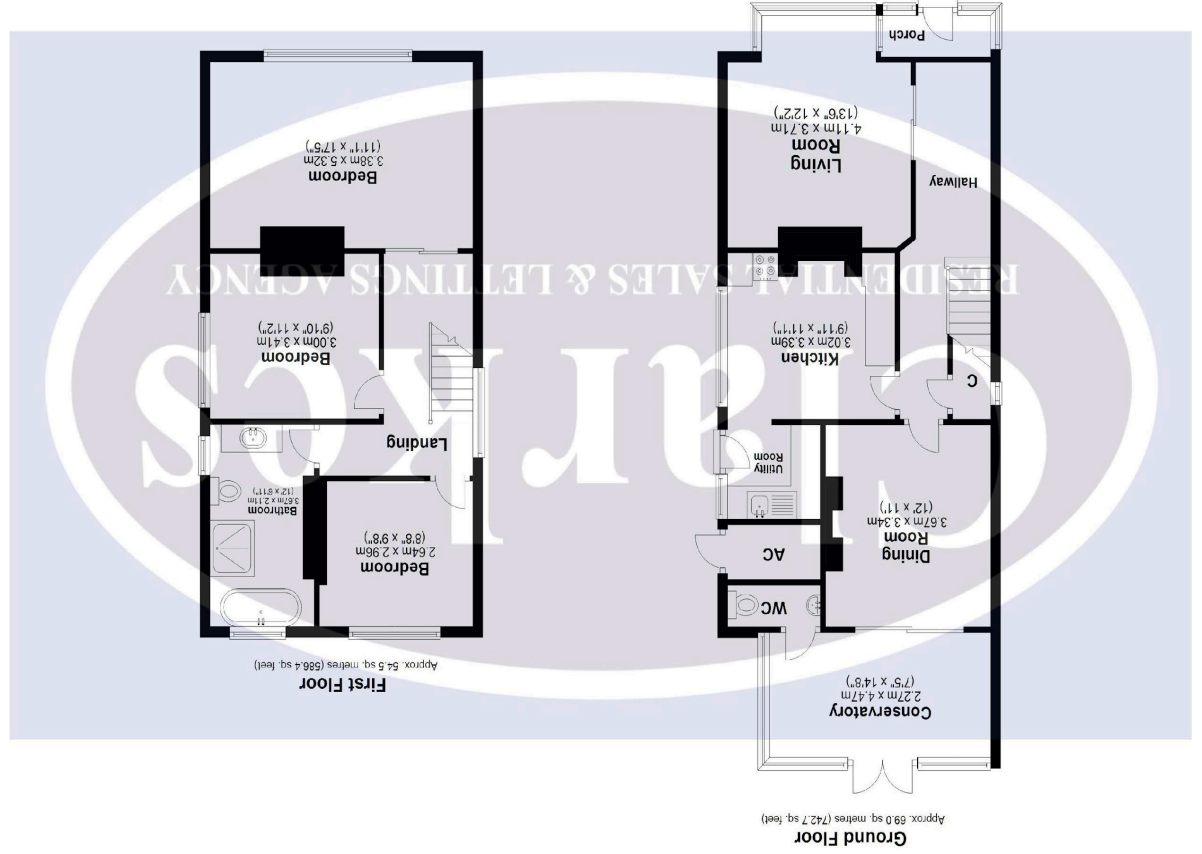 Ground Floor
Approx. 69.0 sq. metres (742.7 sq. feet)
Conservatory
2.27m x 4.47m
(7'5" x 14'8")
WC
AC
Dining
Room
3.67m x 3.34m
(12' x 11')
Utility
Room
C
Kitchen
3.02m x 3.39m
(9'11" x 11'1")
Hallway
Living
Room
4.11m x 3.71m
(13'6" x 12'2")
Porch
First Floor
Approx. 54.5 sq. metres (586.4 sq. feet)
Bedroom
2.64m x 2.96m
(8'8" x 9'8")
Bathroom
3.67m x 2.11m
(12' x 6'11")
Landing
Bedroom
3.00m x 3.41m
(9'10" x 11'2")
Bedroom
3.38m x 5.32m
(11'1" x 17'5")
Clarkes
RESIDENTIAL SALES & LETTINGS AGENCY